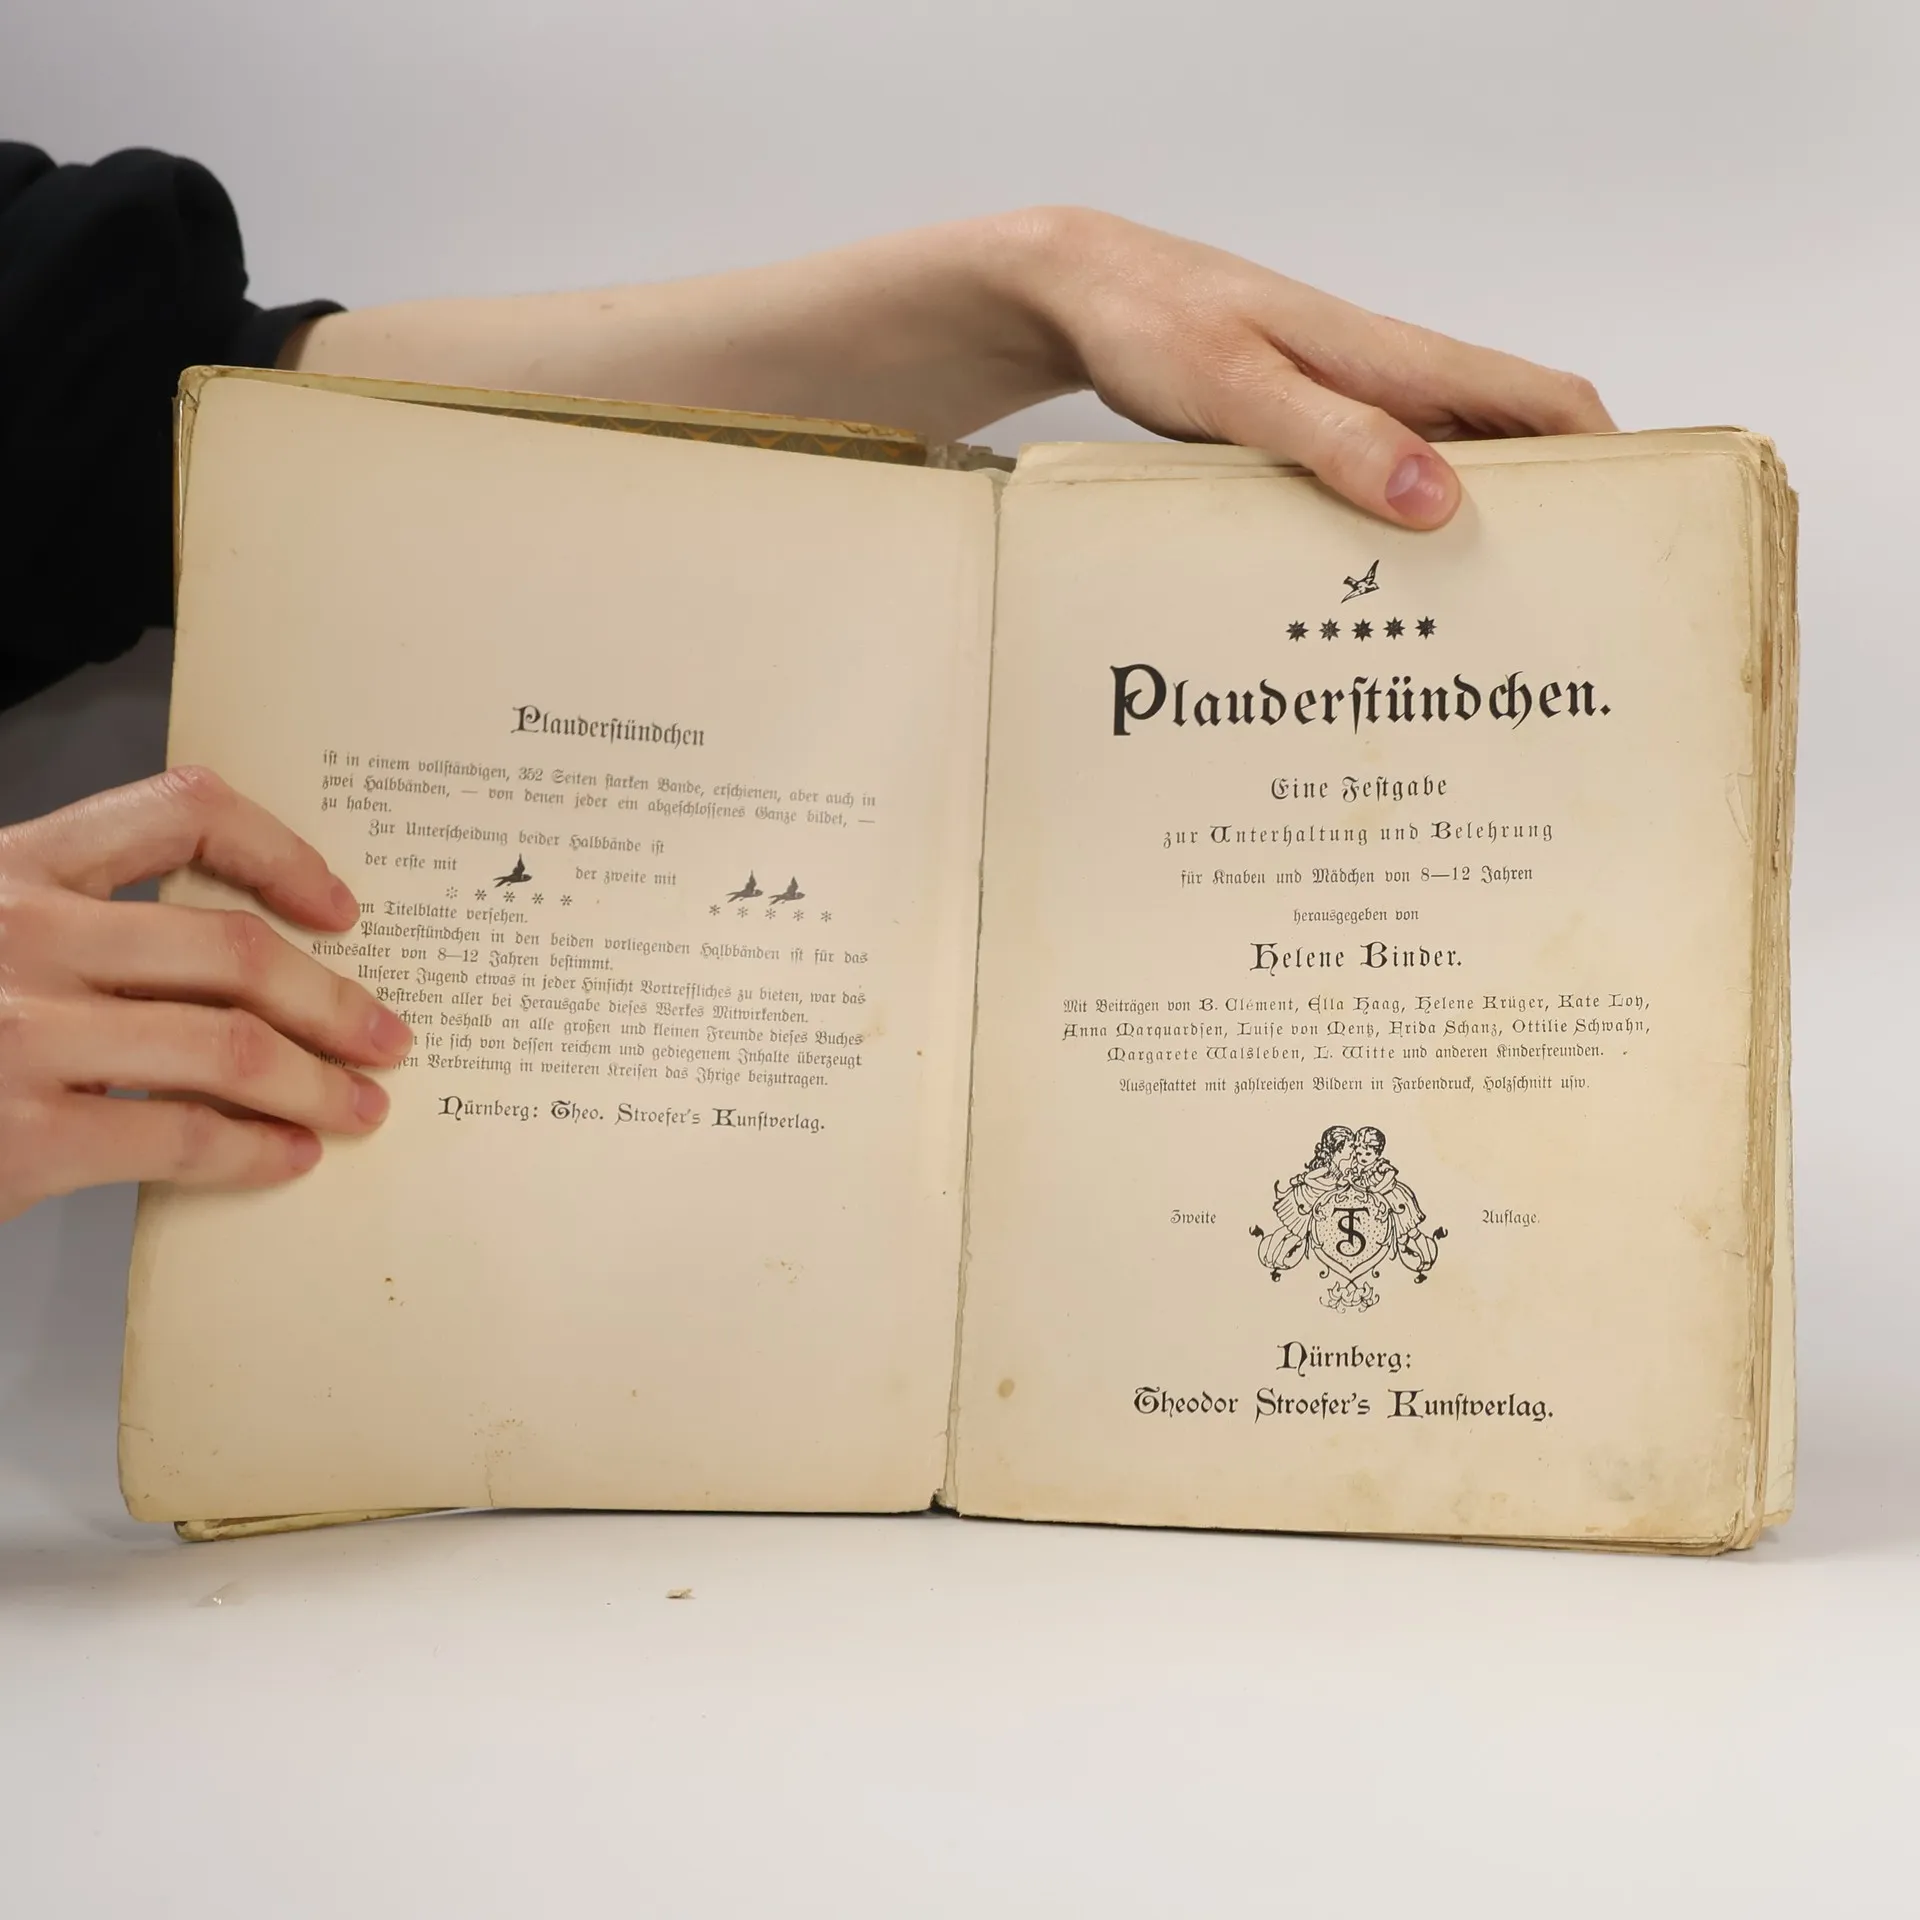 Plauderſtündchen
iſt in einem vollſtändigen, 352 Seiten ſtarken Bande, erſchienen, aber auch in
zwei Halbbänden, — von denen jeder ein abgeſchloſſenes Ganze bildet, —
zu haben.
Zur Unterſcheidung beider Halbbände iſt
der erſte mit der zweite mit
* * * * * * * * * *
Titelblatte verſehen.
Plauderſtündchen in den beiden vorliegenden Halbbänden iſt für das
Kindesalter von 8—12 Jahren beſtimmt.
Unſerer Jugend etwas in jeder Hinſicht Vortreffliches zu bieten, war das
Beſtreben aller bei Herausgabe dieſes Werkes Mitwirkenden.
deshalb an alle großen und kleinen Freunde dieſes Buches
ſie ſich von deſſen reichem und gediegenem Inhalte überzeugt
Verbreitung in weiteren Kreiſen das Ihrige beizutragen.
Nürnberg: Theo. Stroefer's Kunſtverlag.
* * * * *
Plauderſtündchen.
Eine Feſtgabe
zur Unterhaltung und Belehrung
für Knaben und Mädchen von 8—12 Jahren
herausgegeben von
Helene Binder.
Mit Beiträgen von B. Clément, Ella Haag, Helene Krüger, Kate Loy,
Anna Marquardſen, Luiſe von Mentz, Frida Schanz, Ottilie Schwahn,
Margarete Walsleben, L. Witte und anderen Kinderfreunden.
Ausgeſtattet mit zahlreichen Bildern in Farbendruck, Holzſchnitt uſw.
Zweite TS Auflage.
Nürnberg:
Theodor Stroefer's Kunſtverlag.